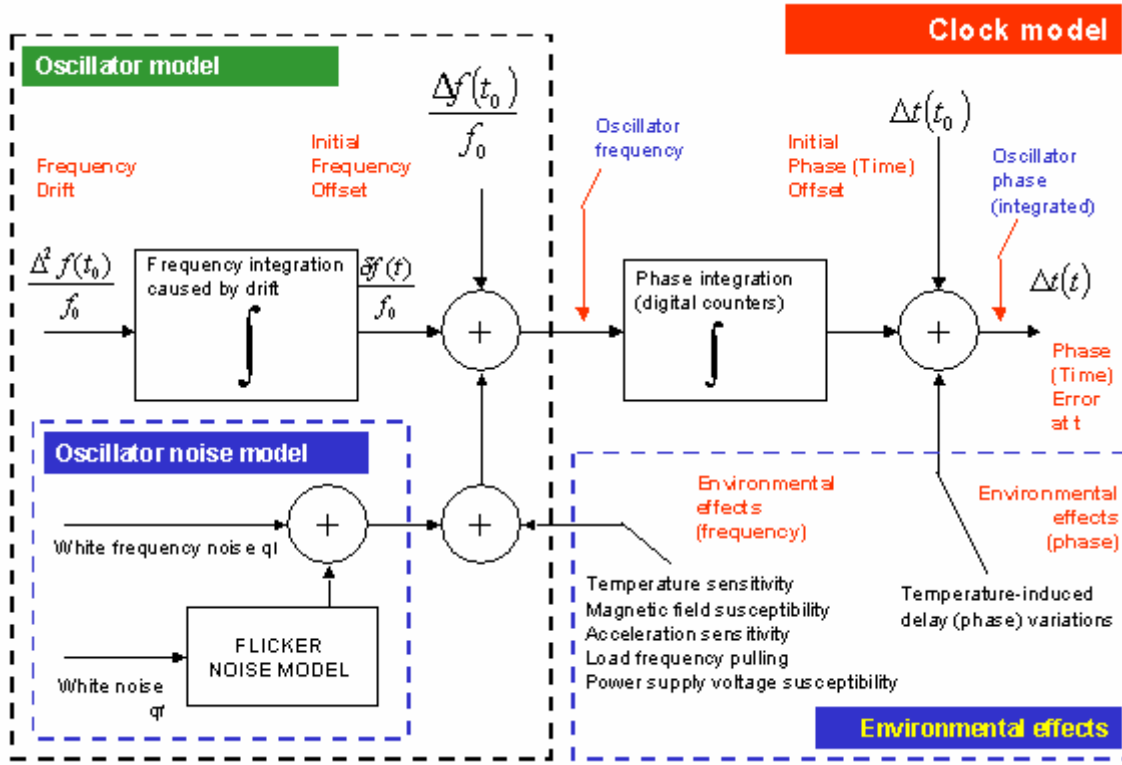 Clock model
Oscillator model
Δf(t₀)
f₀
Δt(t₀)
Oscillator
frequency
Initial
Frequency
Offset
Initial
Phase (Time)
Offset
Oscillator
phase
(integrated)
Frequency
Drift
Δ² f(t₀)
f₀
Frequency integration
caused by drift
∫
δf(t)
f₀
+
Phase integration
(digital counters)
∫
+
Δt(t)
Phase
(Time)
Error
at t
Oscillator noise model
+
+
White frequency noise
FLICKER
NOISE MODEL
White noise
Environmental
effects
(frequency)
Environmental
effects
(phase)
Temperature sensitivity
Magnetic field susceptibility
Acceleration sensitivity
Load frequency pulling
Power supply voltage susceptibility
Temperature-induced
delay (phase) variations
Environmental effects